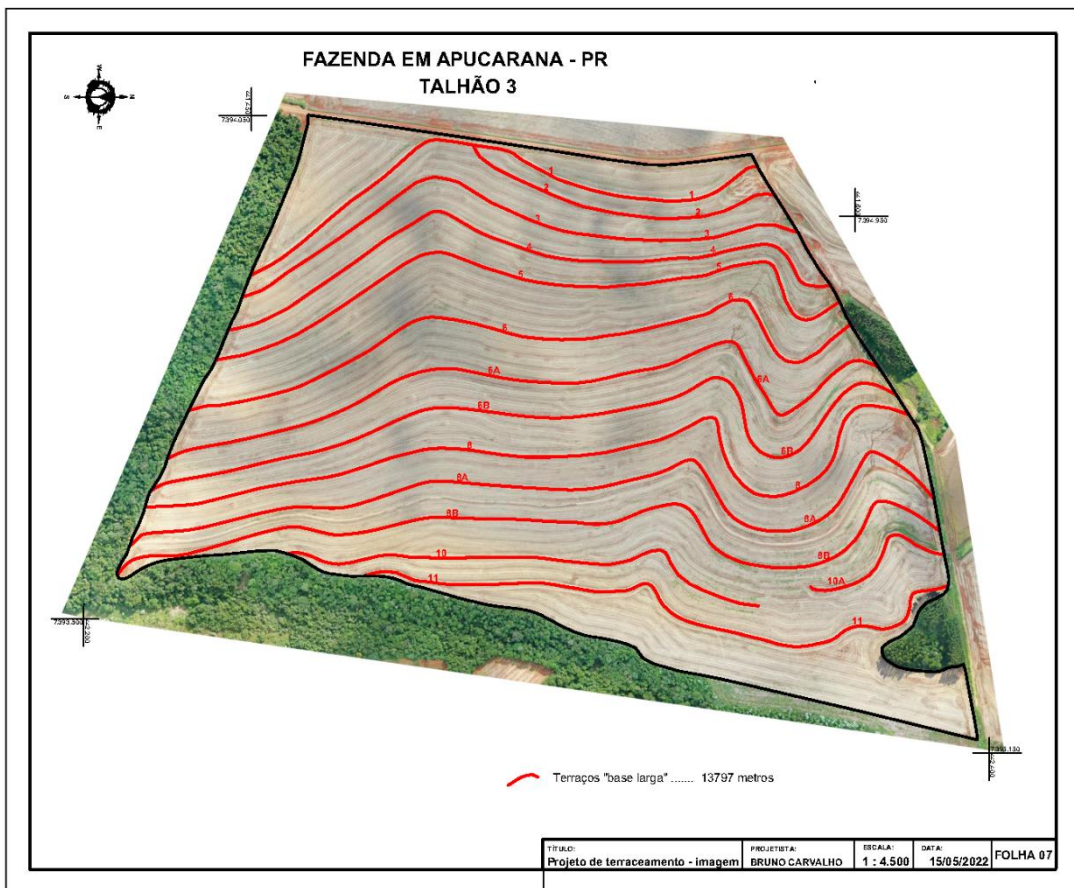 FAZENDA EM APUCARANA - PR
TALHÃO 3
W
S
N
E
1
1
2
2
3
3
4
4
5
5
6
6
6A
6A
6B
6B
8
8
8A
8A
8B
8B
10
10A
11
11
Terraços "base larga" ....... 13797 metros
TÍTULO:
Projeto de terraceamento - imagem
PROJETISTA:
BRUNO CARVALHO
ESCALA:
1 : 4.500
DATA:
15/05/2022
FOLHA 07